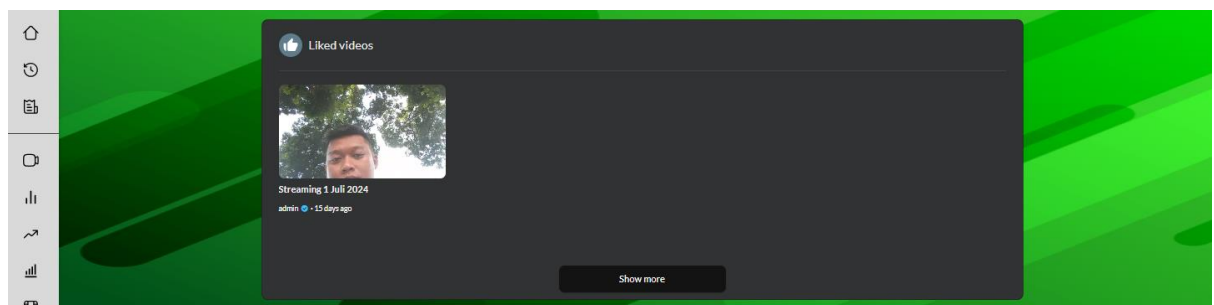 Liked videos
Streaming 1 Juli 2024
admin • 15 days ago
Show more